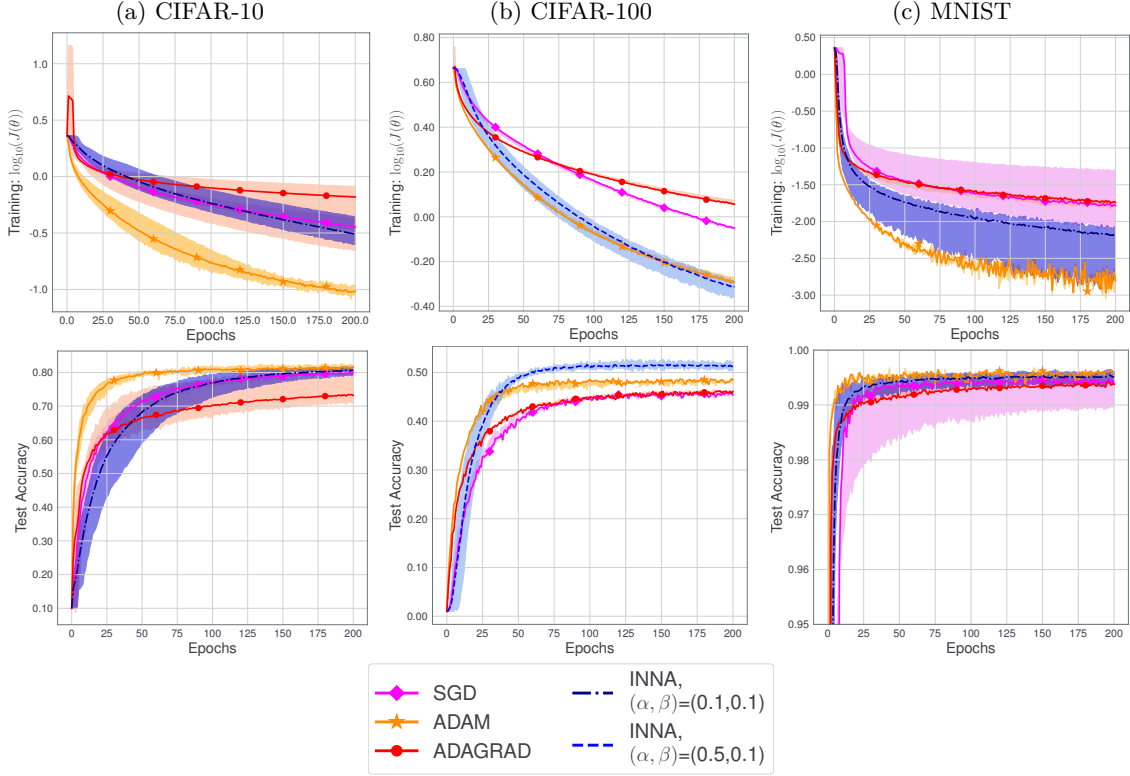 (a) CIFAR-10
(b) CIFAR-100
(c) MNIST
Training: log₁₀(J(θ))
1.0
0.5
0.0
-0.5
-1.0
0.0 25.0 50.0 75.0 100.0 125.0 150.0 175.0 200.0
Epochs
Training: log₁₀(J(θ))
0.80
0.60
0.40
0.20
0.00
-0.20
-0.40
0 25 50 75 100 125 150 175 200
Epochs
Training: log₁₀(J(θ))
0.50
0.00
-0.50
-1.00
-1.50
-2.00
-2.50
-3.00
0 25 50 75 100 125 150 175 200
Epochs
Test Accuracy
0.80
0.70
0.60
0.50
0.40
0.30
0.20
0.10
0 25 50 75 100 125 150 175 200
Epochs
Test Accuracy
0.50
0.40
0.30
0.20
0.10
0.00
0 25 50 75 100 125 150 175 200
Epochs
Test Accuracy
1.00
0.99
0.98
0.97
0.96
0.95
0 25 50 75 100 125 150 175 200
Epochs
SGD
ADAM
ADAGRAD
INNA,
(α, β)=(0.1,0.1)
INNA,
(α, β)=(0.5,0.1)